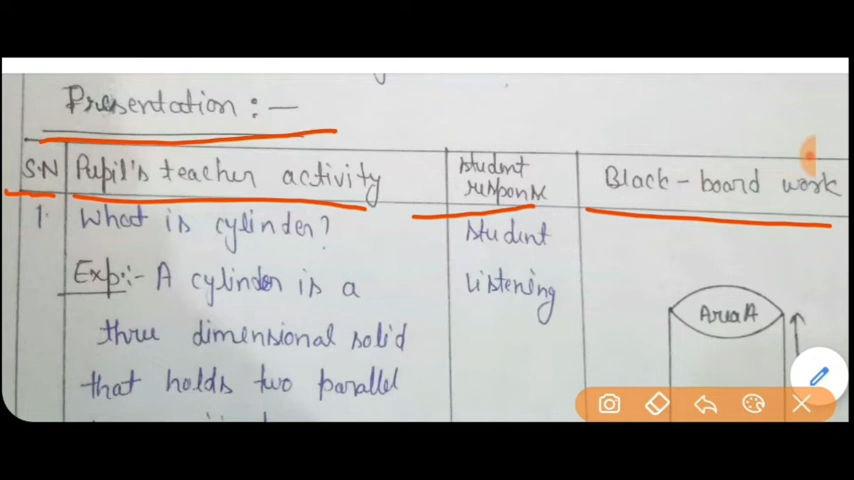 Presentation :-
S.N Pupil's teacher activity student response Black-board work
1. What is cylinder? student
Exp:- A cylinder is a Listening
three dimensional solid
that holds two parallel
Area A